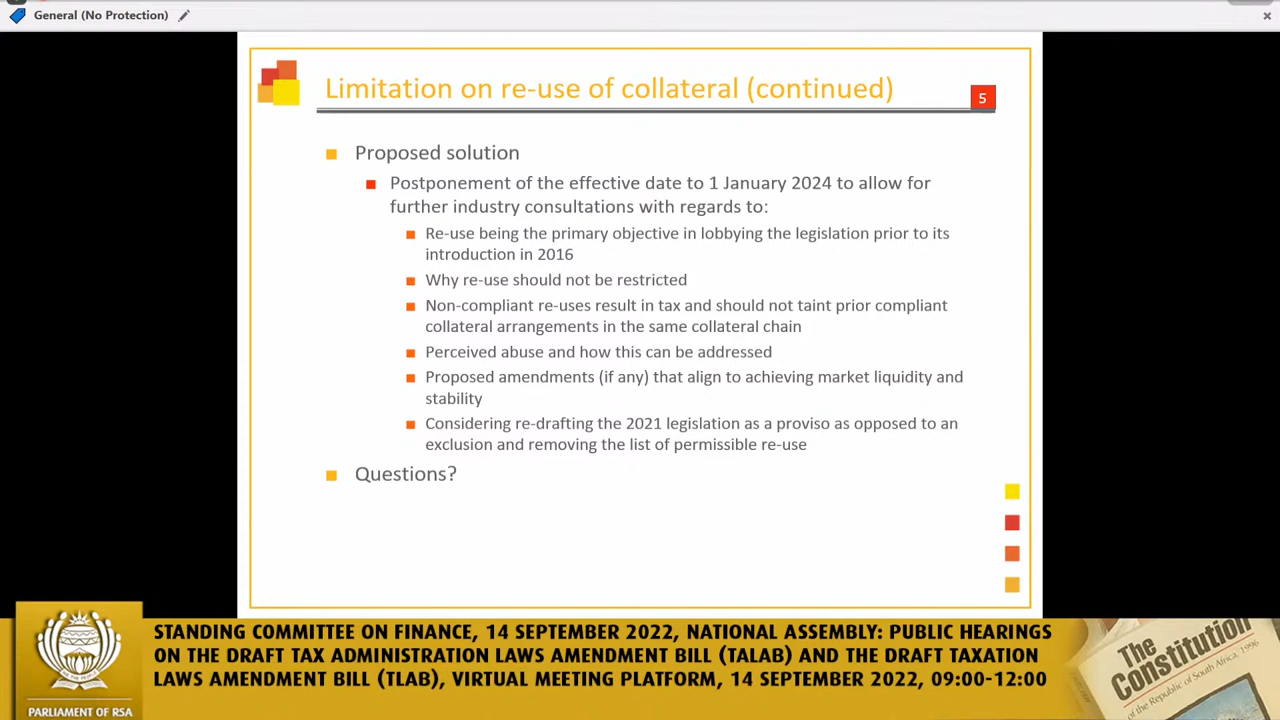 General (No Protection)
Limitation on re-use of collateral (continued)
5
Proposed solution
Postponement of the effective date to 1 January 2024 to allow for
further industry consultations with regards to:
Re-use being the primary objective in lobbying the legislation prior to its
introduction in 2016
Why re-use should not be restricted
Non-compliant re-uses result in tax and should not taint prior compliant
collateral arrangements in the same collateral chain
Perceived abuse and how this can be addressed
Proposed amendments (if any) that align to achieving market liquidity and
stability
Considering re-drafting the 2021 legislation as a proviso as opposed to an
exclusion and removing the list of permissible re-use
Questions?
STANDING COMMITTEE ON FINANCE, 14 SEPTEMBER 2022, NATIONAL ASSEMBLY: PUBLIC HEARINGS
ON THE DRAFT TAX ADMINISTRATION LAWS AMENDMENT BILL (TALAB) AND THE DRAFT TAXATION
LAWS AMENDMENT BILL (TLAB), VIRTUAL MEETING PLATFORM, 14 SEPTEMBER 2022, 09:00-12:00
PARLIAMENT OF RSA
The
Constitution
of the Republic of South Africa, 1996